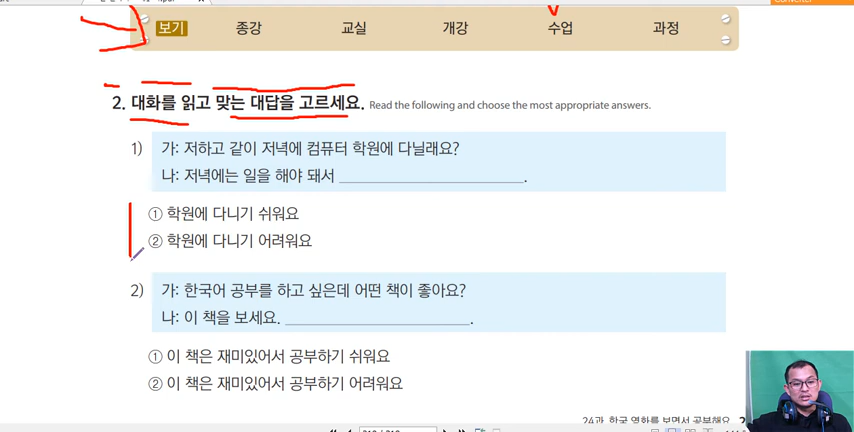 Converter
보기 종강 교실 개강 수업 과정
2. 대화를 읽고 맞는 대답을 고르세요. Read the following and choose the most appropriate answers.
1) 가: 저하고 같이 저녁에 컴퓨터 학원에 다닐래요?
나: 저녁에는 일을 해야 돼서 ____________________.
① 학원에 다니기 쉬워요
② 학원에 다니기 어려워요
2) 가: 한국어 공부를 하고 싶은데 어떤 책이 좋아요?
나: 이 책을 보세요. ____________________.
① 이 책은 재미있어서 공부하기 쉬워요
② 이 책은 재미있어서 공부하기 어려워요
24과. 한국 영화를 보면서 공부해요